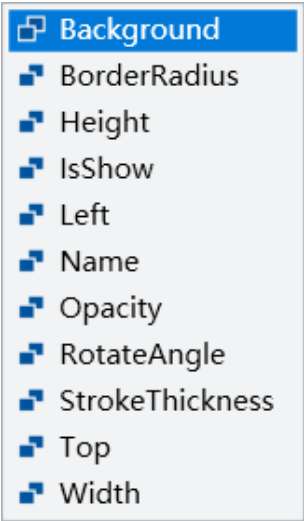 Background
BorderRadius
Height
IsShow
Left
Name
Opacity
RotateAngle
StrokeThickness
Top
Width